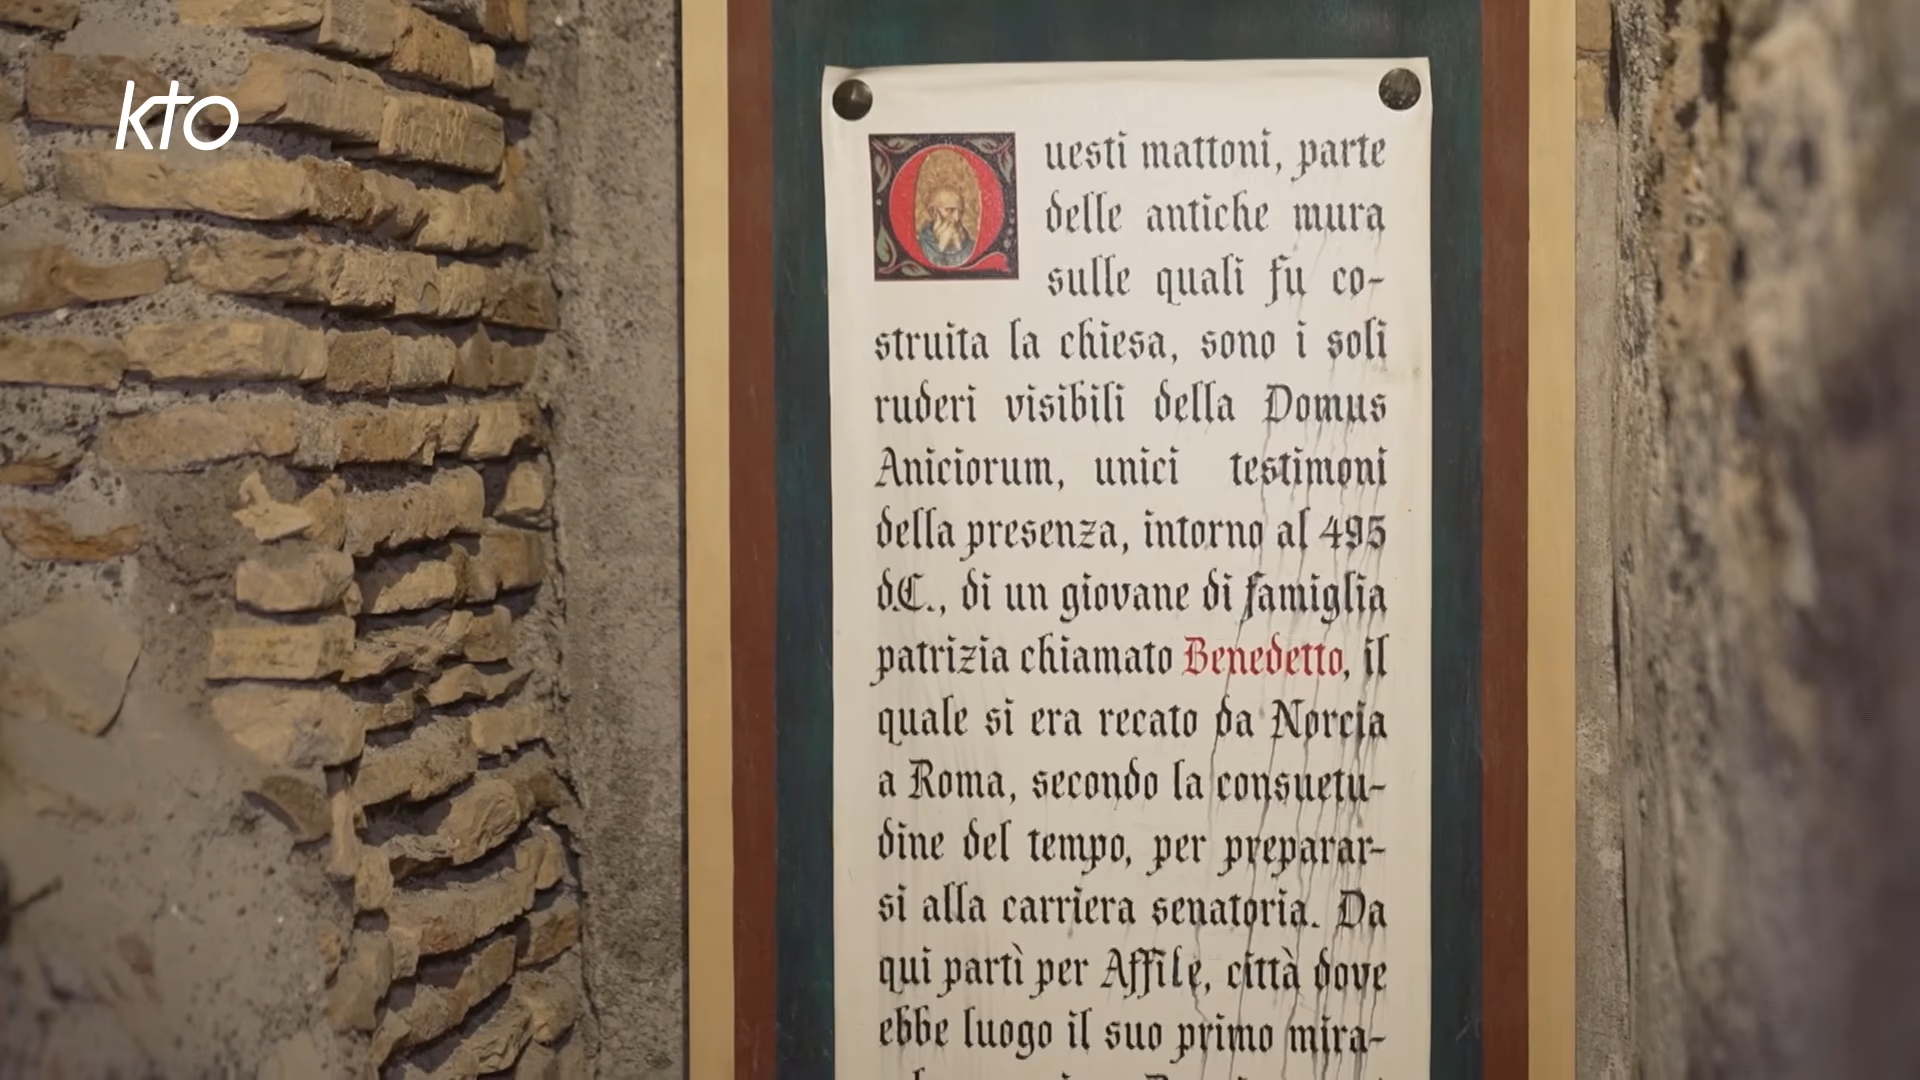 kto
Questi mattoni, parte
delle antiche mura
sulle quali fu co-
struita la chiesa, sono i soli
ruderi visibili della Domus
Aniciorum, unici testimoni
della presenza, intorno al 495
d.C., di un giovane di famiglia
patrizia chiamato Benedetto, il
quale si era recato da Norcia
a Roma, secondo la consuetu-
dine del tempo, per preparar-
si alla carriera senatoria. Da
qui partì per Affile, città dove
ebbe luogo il suo primo mira-